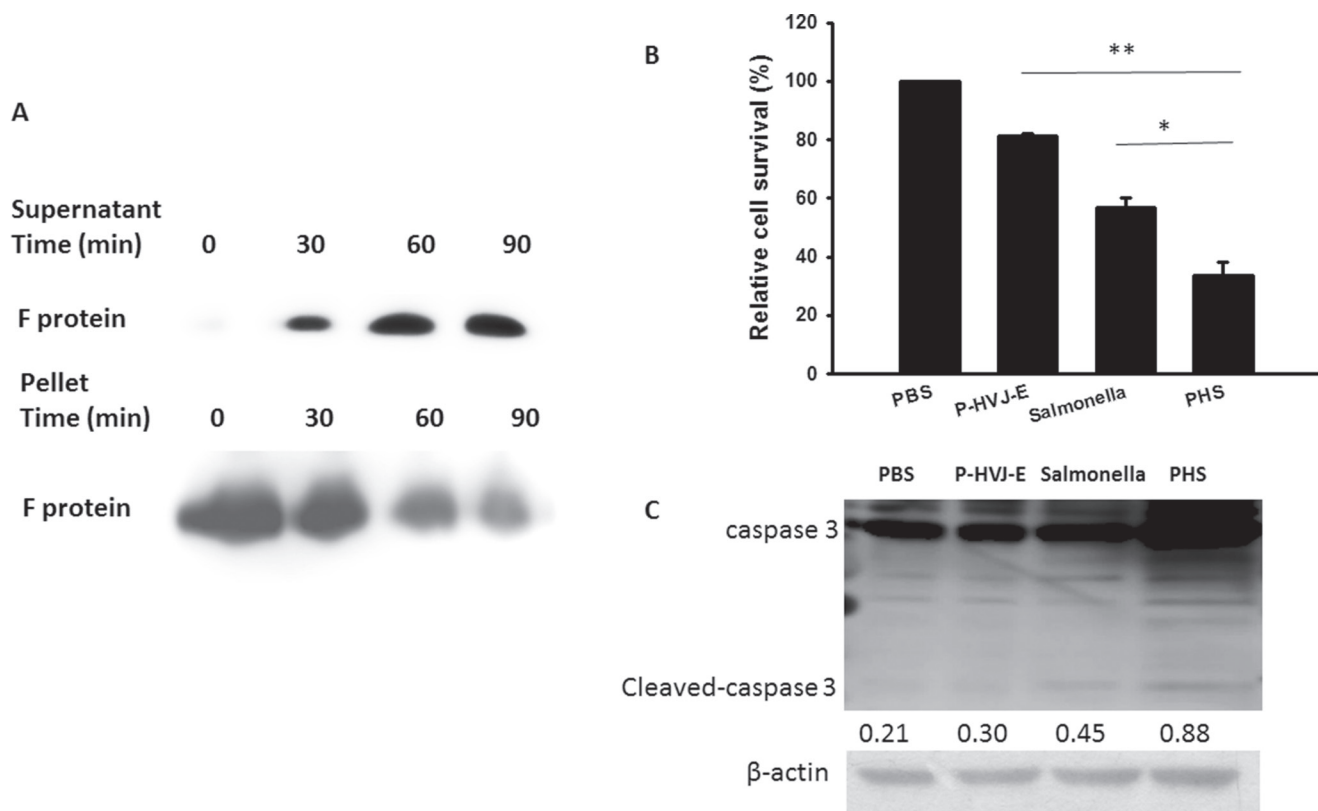 A
Supernatant
Time (min) 0 30 60 90
F protein
Pellet
Time (min) 0 30 60 90
F protein
B
Relative cell survival (%)
120
100
80
60
40
20
0
**
*
PBS P-HVJ-E Salmonella PHS
C
PBS P-HVJ-E Salmonella PHS
caspase 3
Cleaved-caspase 3
0.21 0.30 0.45 0.88
β-actin